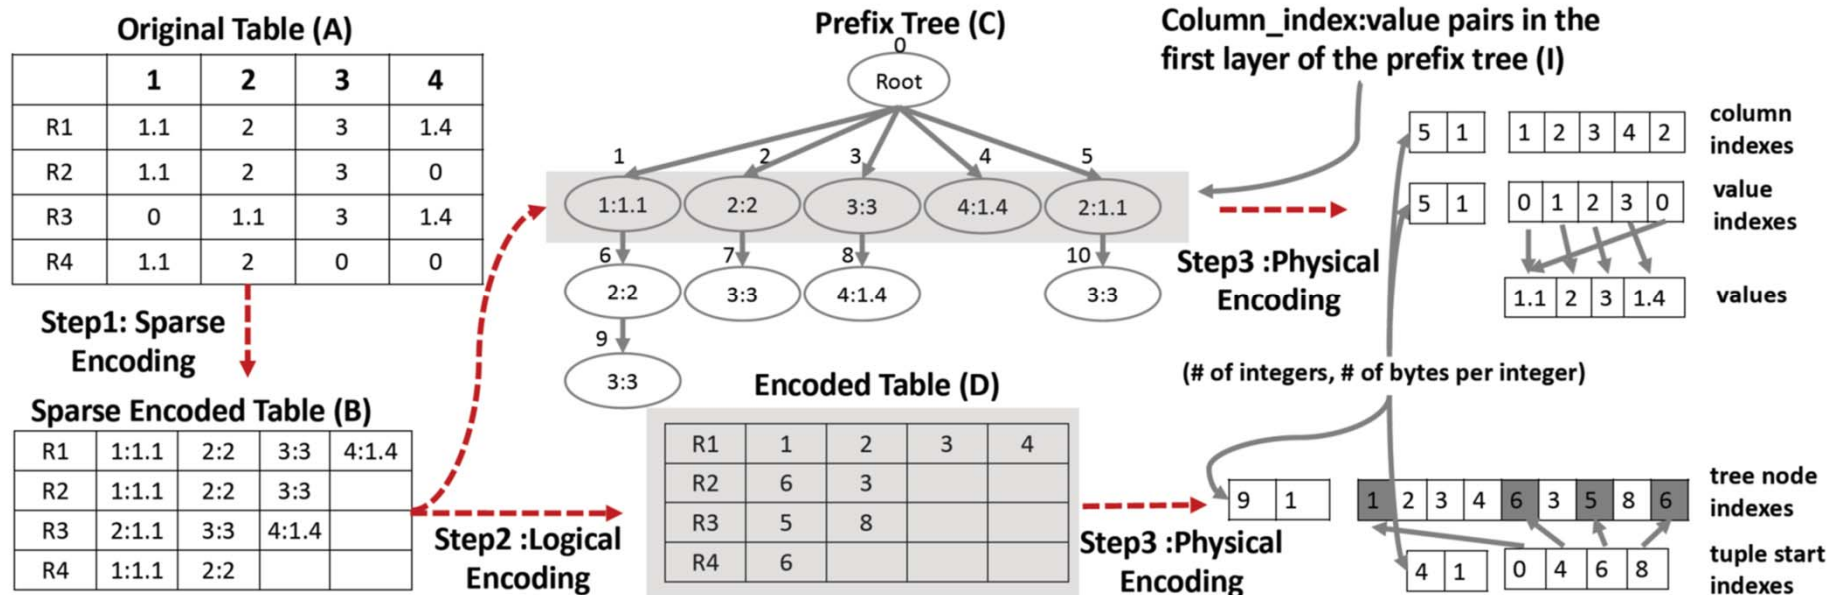 Original Table (A)
1 2 3 4
R1 1.1 2 3 1.4
R2 1.1 2 3 0
R3 0 1.1 3 1.4
R4 1.1 2 0 0
Step1: Sparse
Encoding
Sparse Encoded Table (B)
R1 1:1.1 2:2 3:3 4:1.4
R2 1:1.1 2:2 3:3
R3 2:1.1 3:3 4:1.4
R4 1:1.1 2:2
Step2 :Logical
Encoding
Prefix Tree (C)
0
Root
1 2 3 4 5
1:1.1 2:2 3:3 4:1.4 2:1.1
6 7 8 10
2:2 3:3 4:1.4 3:3
9
3:3
Encoded Table (D)
R1 1 2 3 4
R2 6 3
R3 5 8
R4 6
Column_index:value pairs in the
first layer of the prefix tree (I)
Step3 :Physical
Encoding
5 1 1 2 3 4 2
column
indexes
5 1 0 1 2 3 0
value
indexes
1.1 2 3 1.4 values
(# of integers, # of bytes per integer)
Step3 :Physical
Encoding
9 1 1 2 3 4 6 3 5 8 6
tree node
indexes
4 1 0 4 6 8
tuple start
indexes